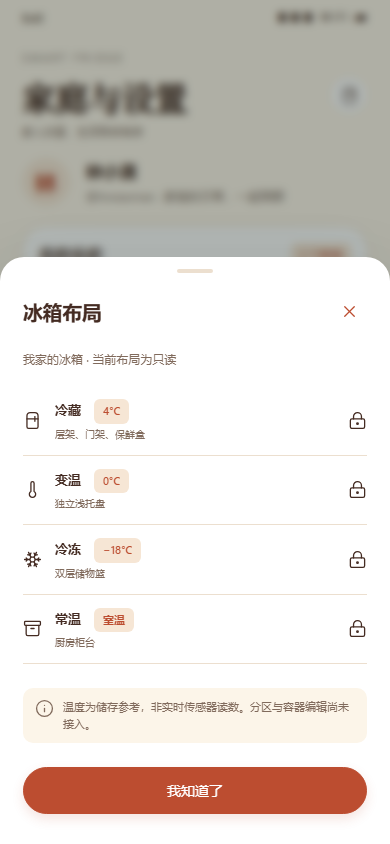 家庭与设置
冰箱布局
我家的冰箱 · 当前布局为只读
冷藏 4°C
层架、门架、保鲜盒
变温 0°C
独立浅托盘
冷冻 −18°C
双层储物篮
常温 室温
厨房柜台
温度为储存参考，非实时传感器读数。分区与容器编辑尚未
接入。
我知道了